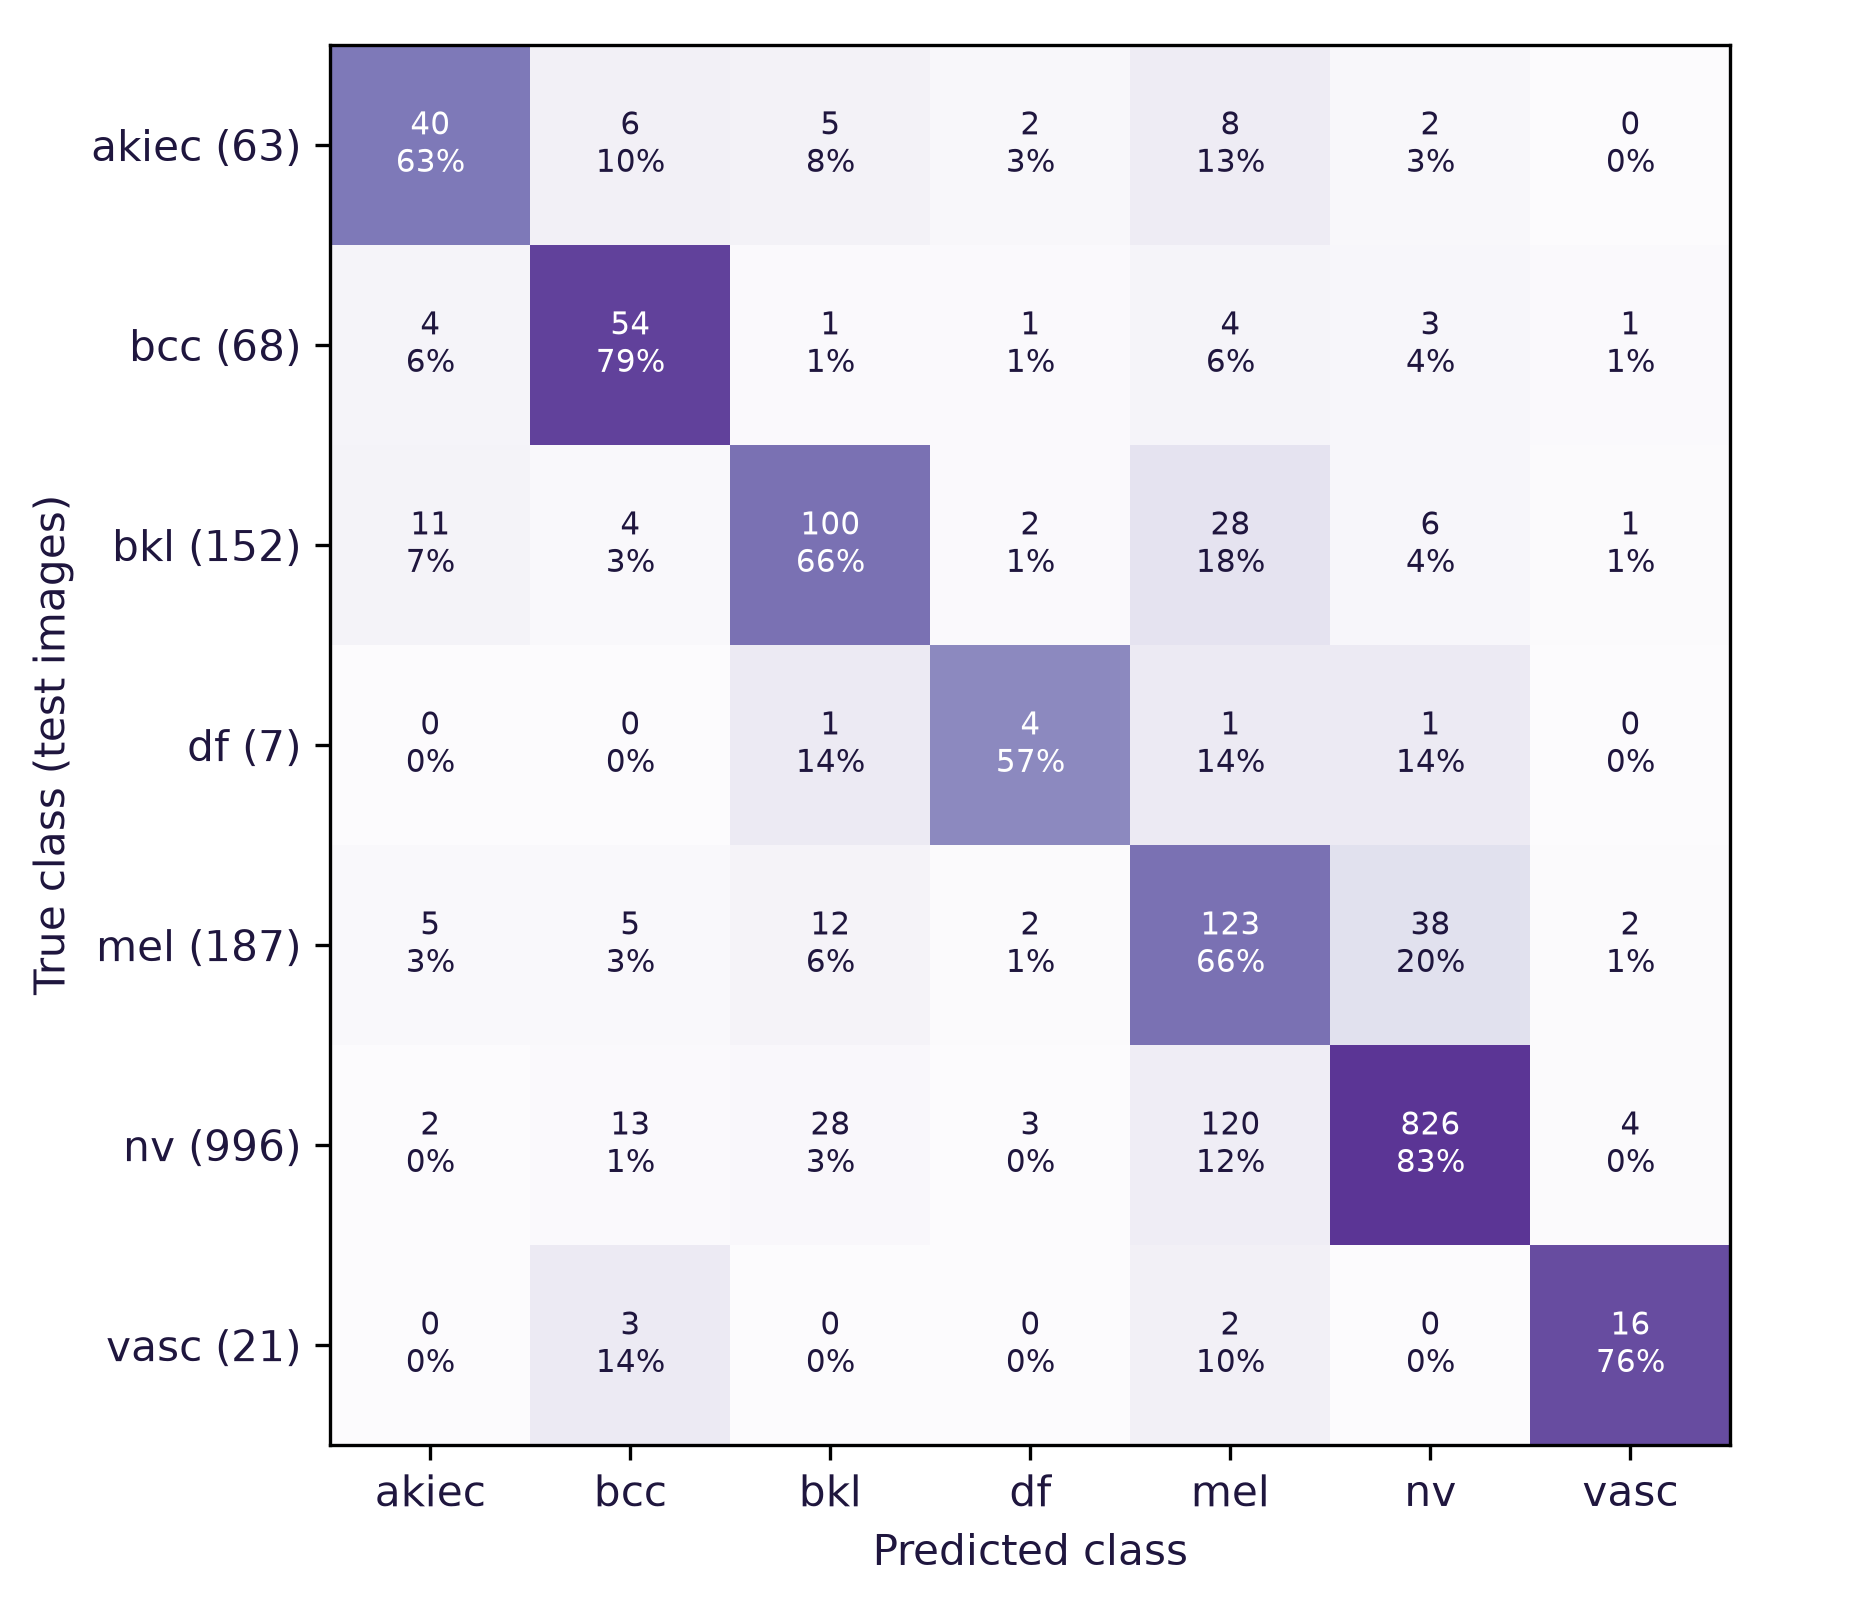 akiec (63)
40 6 5 2 8 2 0
63% 10% 8% 3% 13% 3% 0%
bcc (68)
4 54 1 1 4 3 1
6% 79% 1% 1% 6% 4% 1%
bkl (152)
11 4 100 2 28 6 1
7% 3% 66% 1% 18% 4% 1%
df (7)
0 0 1 4 1 1 0
0% 0% 14% 57% 14% 14% 0%
mel (187)
5 5 12 2 123 38 2
3% 3% 6% 1% 66% 20% 1%
nv (996)
2 13 28 3 120 826 4
0% 1% 3% 0% 12% 83% 0%
vasc (21)
0 3 0 0 2 0 16
0% 14% 0% 0% 10% 0% 76%
True class (test images)
akiec bcc bkl df mel nv vasc
Predicted class